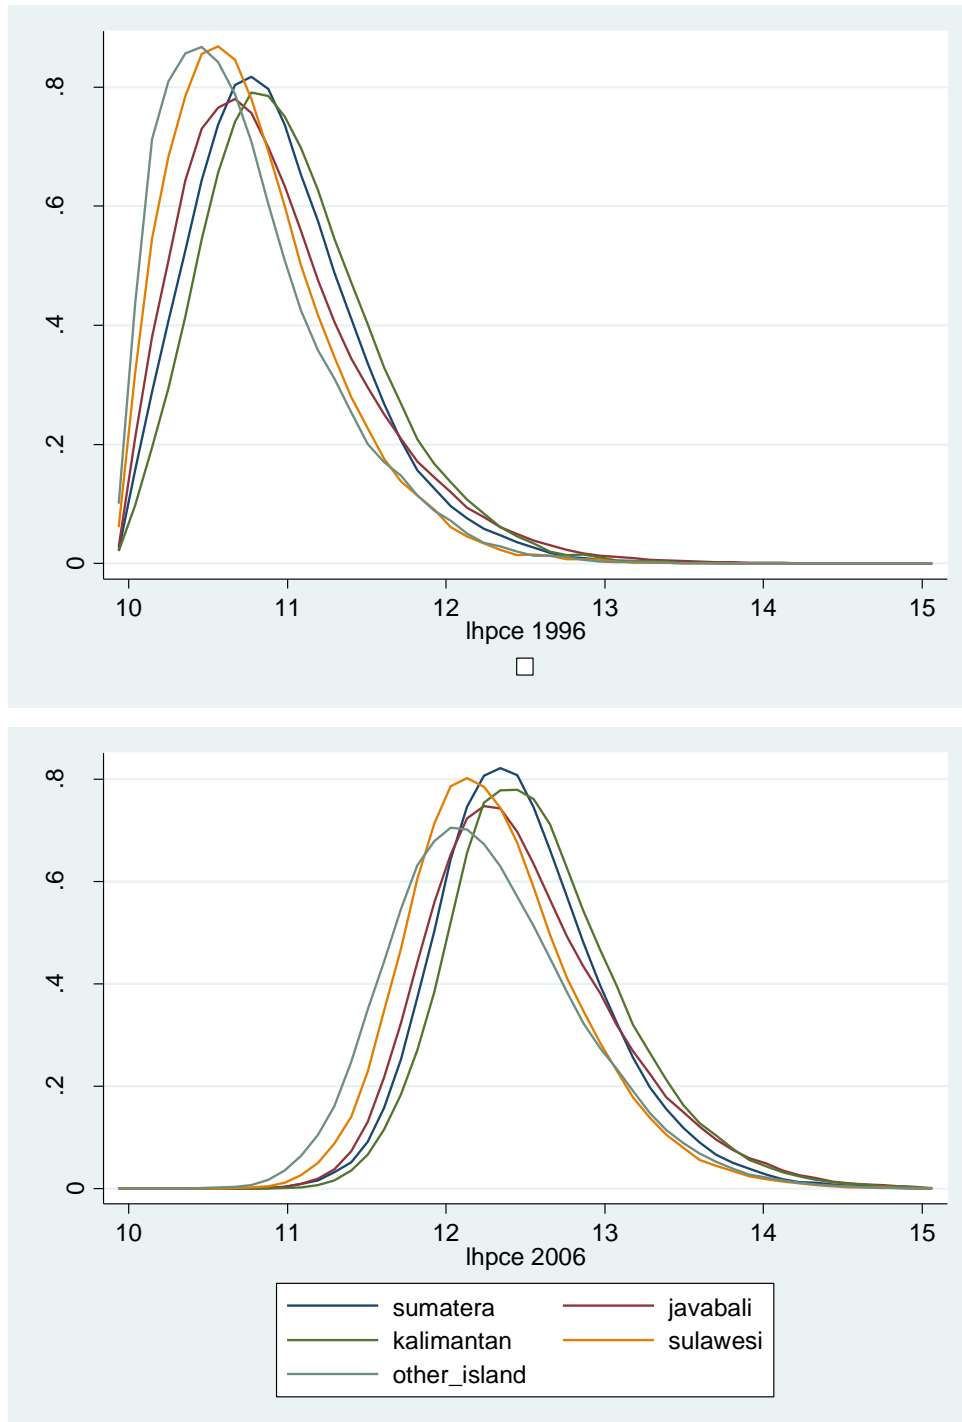 .8
.6
.4
.2
0
10 11 12 13 14 15
lhpce 1996
.8
.6
.4
.2
0
10 11 12 13 14 15
lhpce 2006
sumatera javabali
kalimantan sulawesi
other_island